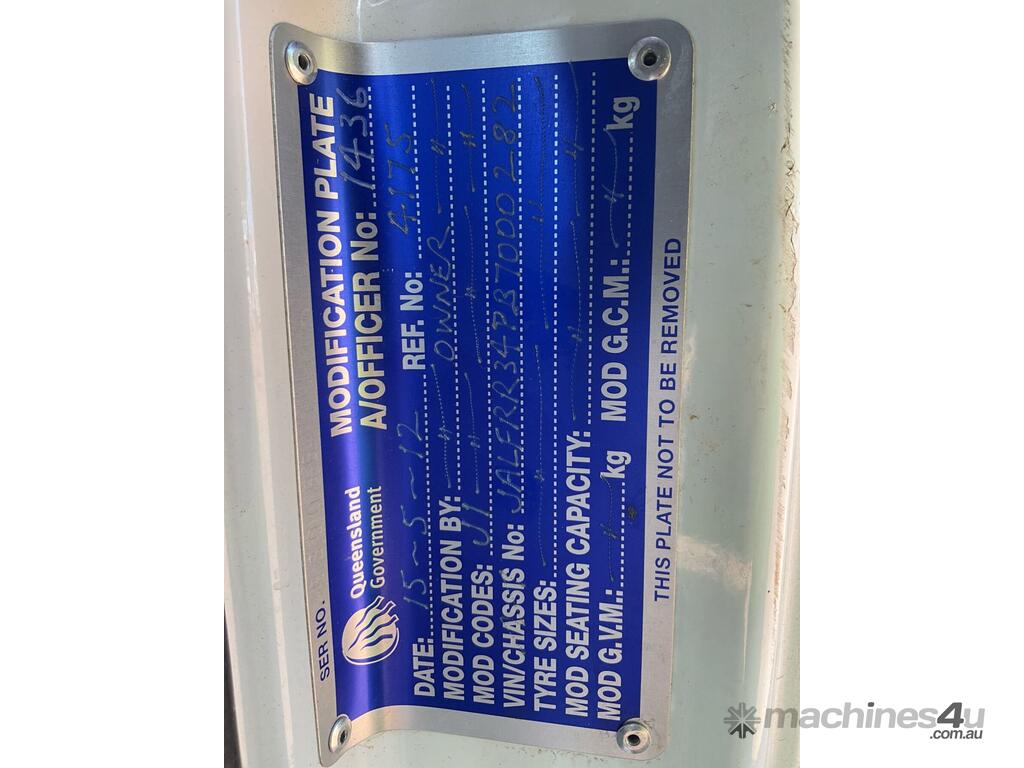 SER NO.
Queensland
Government
MODIFICATION PLATE
A/OFFICER No: 1436
DATE: 15-5-12 REF. No: 4175
MODIFICATION BY: OWNER
MOD CODES: J1
VIN/CHASSIS No: JALFRR34PB7000282
TYRE SIZES:
MOD SEATING CAPACITY:
MOD G.V.M.: kg MOD G.C.M.: kg
THIS PLATE NOT TO BE REMOVED
machines4u
.com.au